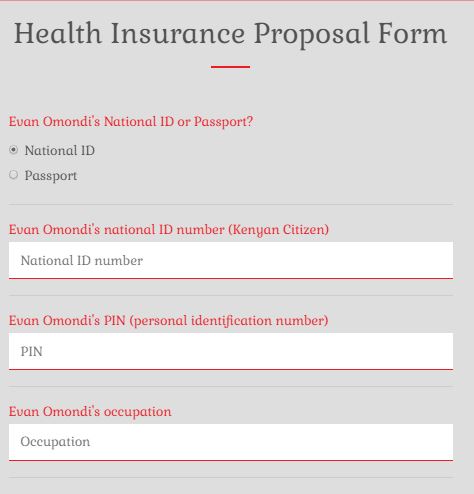 Health Insurance Proposal Form
Evan Omondi's National ID or Passport?
National ID
Passport
Evan Omondi's national ID number (Kenyan Citizen)
National ID number
Evan Omondi's PIN (personal identification number)
PIN
Evan Omondi's occupation
Occupation